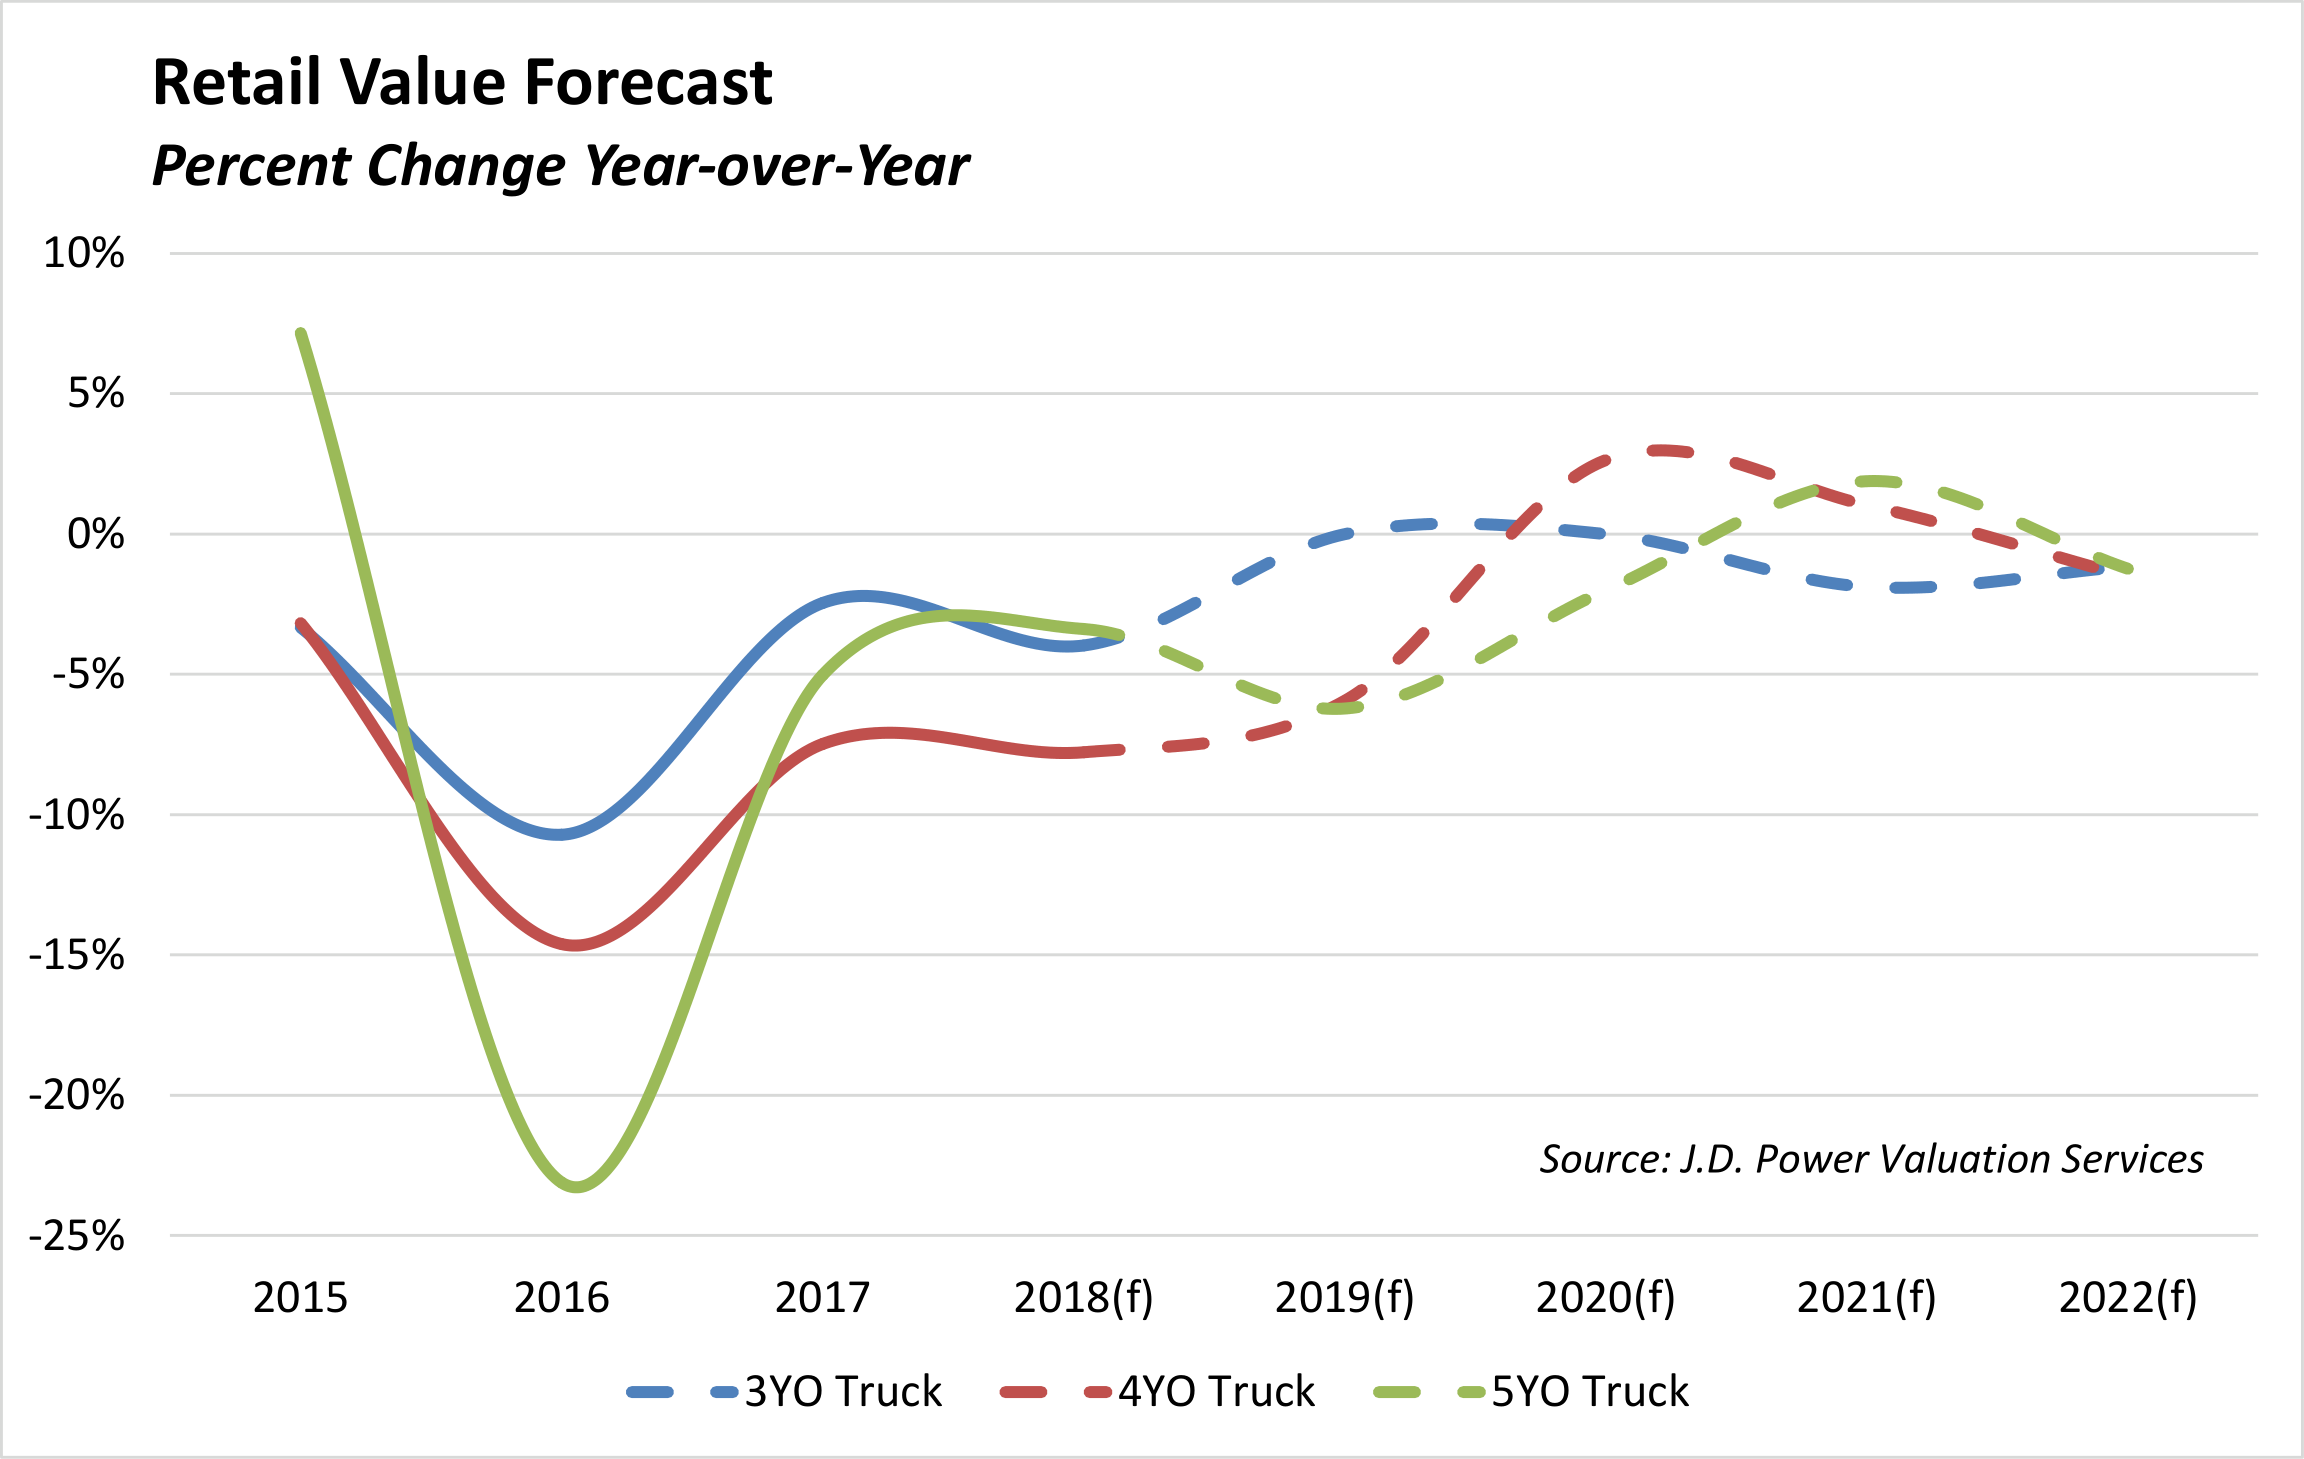 Retail Value Forecast
Percent Change Year-over-Year
10%
5%
0%
-5%
-10%
-15%
-20%
Source: J.D. Power Valuation Services
-25%
2015 2016 2017 2018(f) 2019(f) 2020(f) 2021(f) 2022(f)
3YO Truck 4YO Truck 5YO Truck